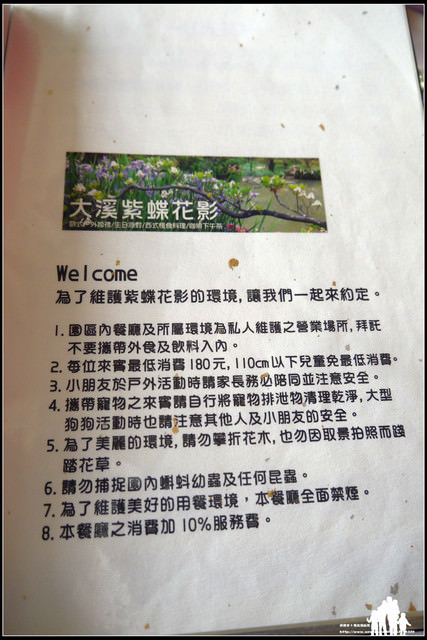 大溪紫蝶花影
Welcome
為了維護紫蝶花影的環境,讓我們一起來約定。
1. 園區內餐廳及所屬環境為私人維護之營業場所,拜託
不要攜帶外食及飲料入內。
2. 每位來賓最低消費180元,110cm以下兒童免最低消費。
3. 小朋友於戶外活動時請家長務必陪同並注意安全。
4. 攜帶寵物之來賓請自行將寵物排泄物清理乾淨,大型
狗狗活動時也請注意其他人及小朋友的安全。
5. 為了美麗的環境,請勿攀折花木,也勿因取景拍照而踐
踏花草。
6. 請勿捕捉園內蝌蚪幼蟲及任何昆蟲。
7. 為了維護美好的用餐環境,本餐廳全面禁煙。
8. 本餐廳之消費加10%服務費。